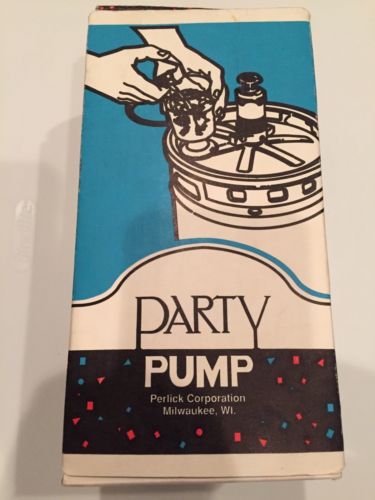 PARTY
PUMP
Perlick Corporation
Milwaukee, WI.